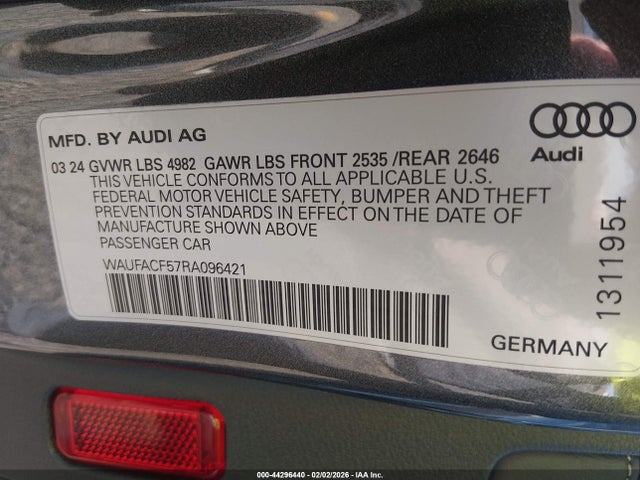 MFD. BY AUDI AG
03 24 GVWR LBS 4982 GAWR LBS FRONT 2535 /REAR 2646
THIS VEHICLE CONFORMS TO ALL APPLICABLE U.S.
FEDERAL MOTOR VEHICLE SAFETY, BUMPER AND THEFT
PREVENTION STANDARDS IN EFFECT ON THE DATE OF
MANUFACTURE SHOWN ABOVE
PASSENGER CAR
WAUFACF57RA096421
Audi
1311954
GERMANY
000-44296440 - 02/02/2026 - IAA, Inc.